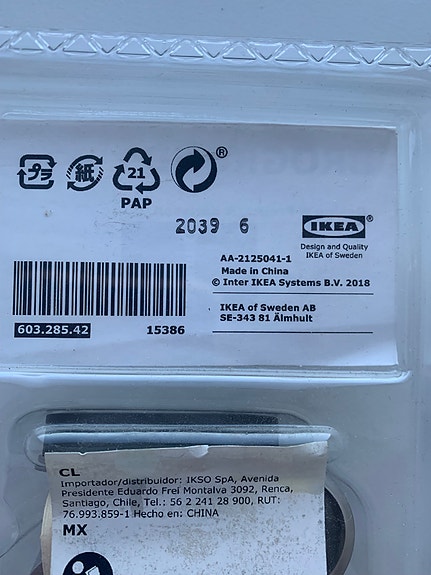 プラ 紙 21 ®
PAP
2039 6
IKEA®
Design and Quality
IKEA of Sweden
AA-2125041-1
Made in China
© Inter IKEA Systems B.V. 2018
603.285.42 15386
IKEA of Sweden AB
SE-343 81 Älmhult
CL
Importador/distribuidor: IKSO SpA, Avenida
Presidente Eduardo Frei Montalva 3092, Renca,
Santiago, Chile, Tel.: 56 2 241 28 900, RUT:
76.993.859-1 Hecho en: CHINA
MX